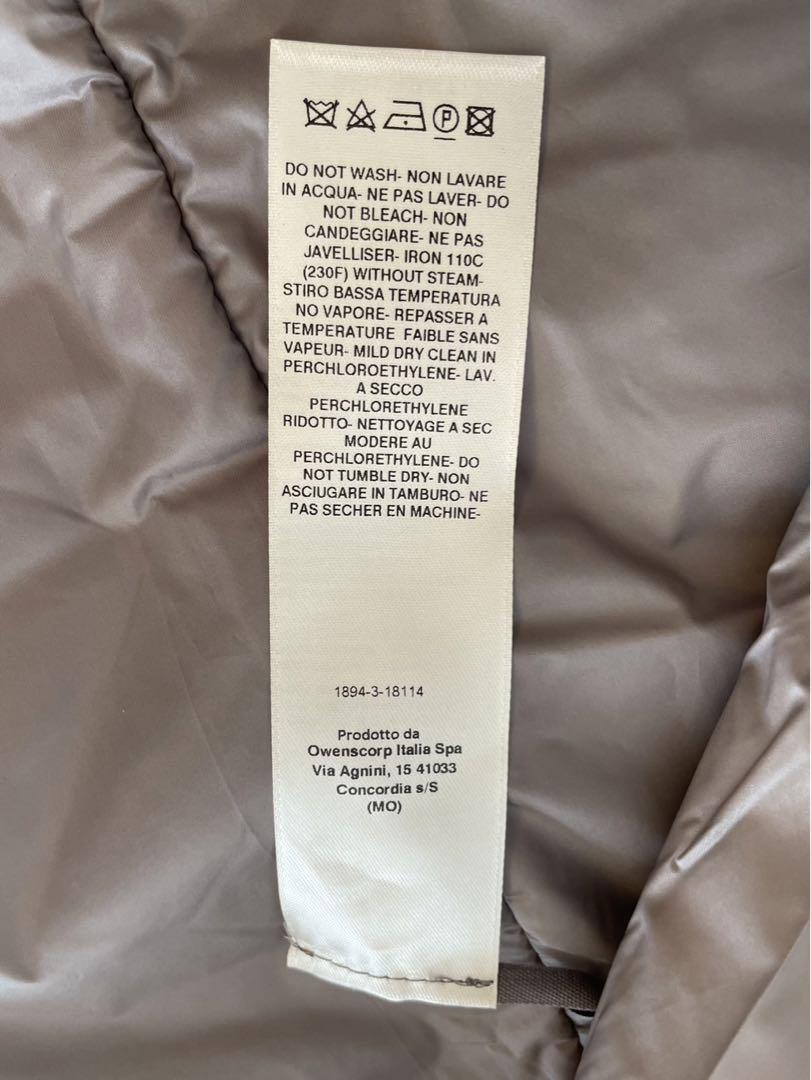 P
DO NOT WASH- NON LAVARE
IN ACQUA- NE PAS LAVER- DO
NOT BLEACH- NON
CANDEGGIARE- NE PAS
JAVELLISER- IRON 110C
(230F) WITHOUT STEAM-
STIRO BASSA TEMPERATURA
NO VAPORE- REPASSER A
TEMPERATURE FAIBLE SANS
VAPEUR- MILD DRY CLEAN IN
PERCHLOROETHYLENE- LAV.
A SECCO
PERCHLORETHYLENE
RIDOTTO- NETTOYAGE A SEC
MODERE AU
PERCHLORETHYLENE- DO
NOT TUMBLE DRY- NON
ASCIUGARE IN TAMBURO- NE
PAS SECHER EN MACHINE-
1894-3-18114
Prodotto da
Owenscorp Italia Spa
Via Agnini, 15 41033
Concordia s/S
(MO)